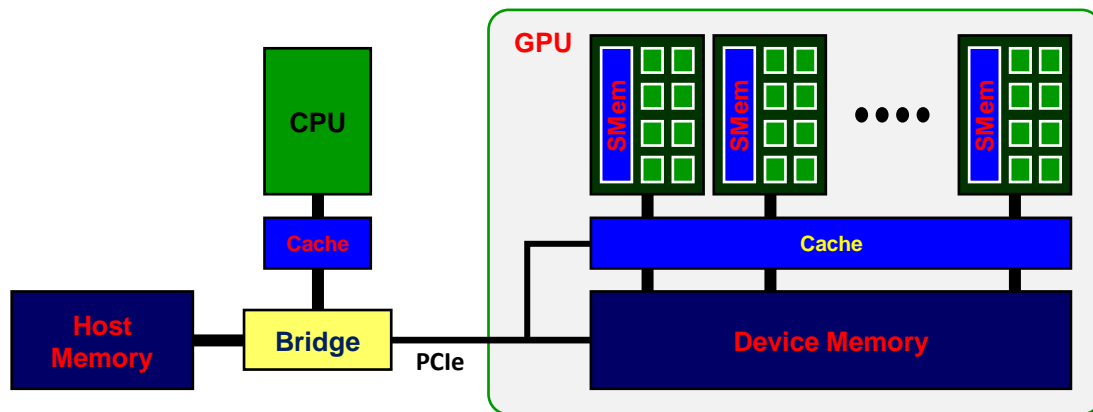 GPU
CPU
SMem
SMem
SMem
Cache
Cache
Host
Memory
Bridge
PCIe
Device Memory